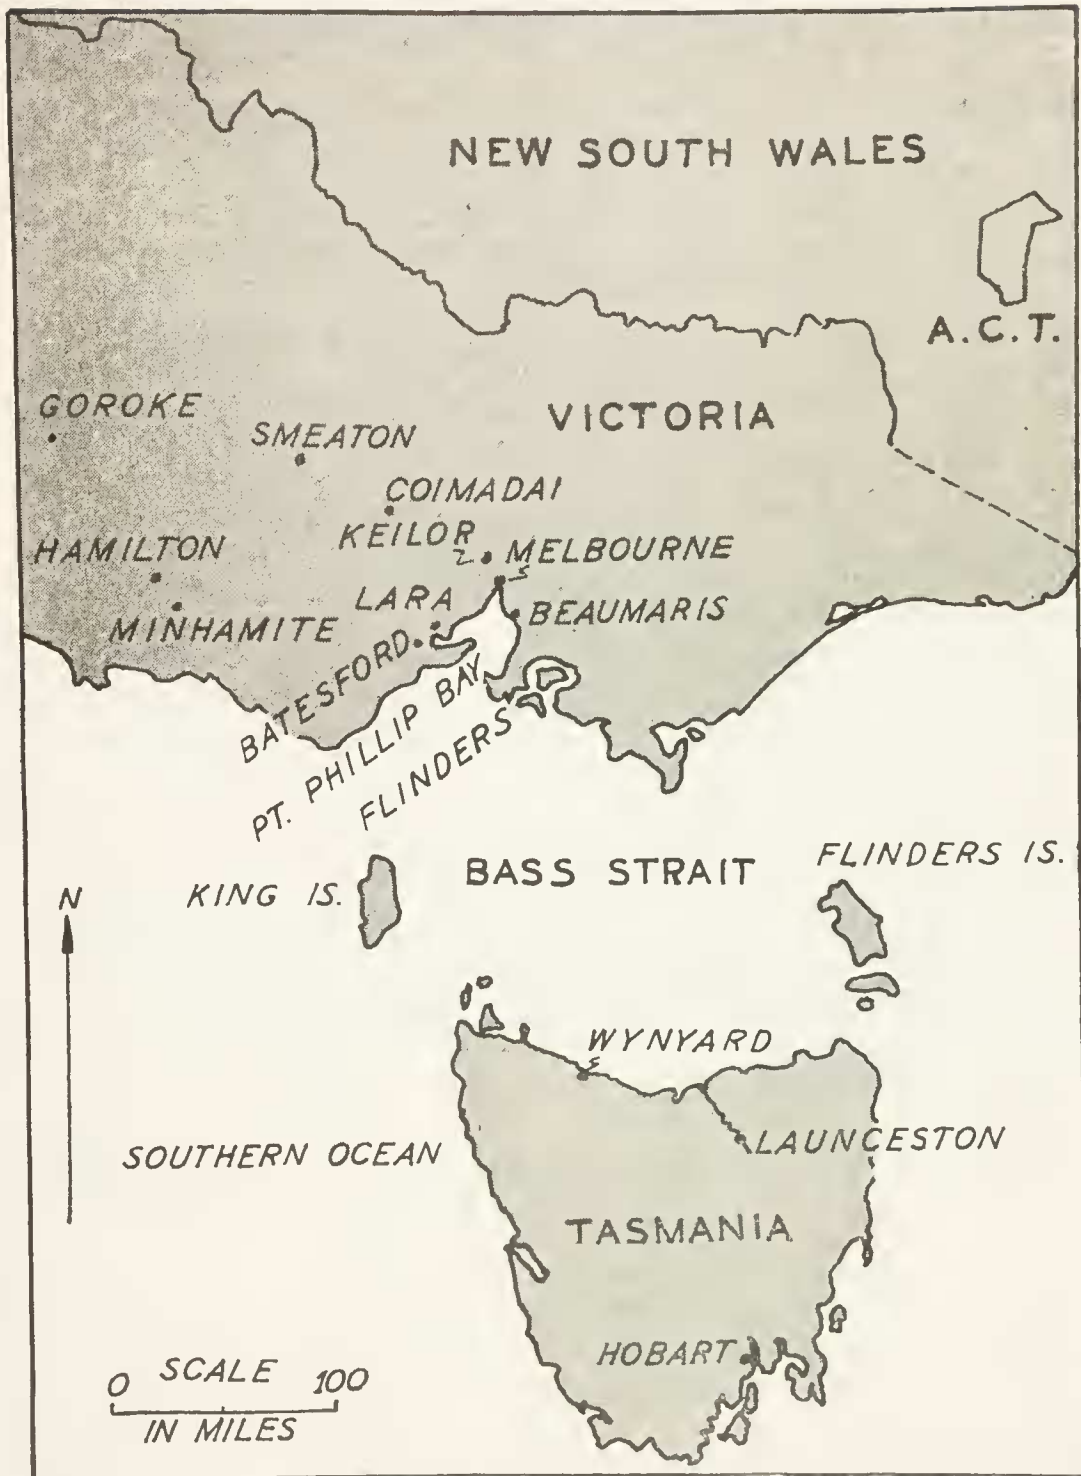 NEW SOUTH WALES
A.C.T.
GOROKE
VICTORIA
SMEATON
COIMADAI
KEILOR
HAMILTON
MELBOURNE
LARA
BEAUMARIS
MINHAMITE
BATESFORD
PT. PHILLIP BAY
FLINDERS
BASS STRAIT
FLINDERS IS.
KING IS.
N
WYNYARD
LAUNCESTON
SOUTHERN OCEAN
TASMANIA
HOBART
SCALE
0 100
IN MILES